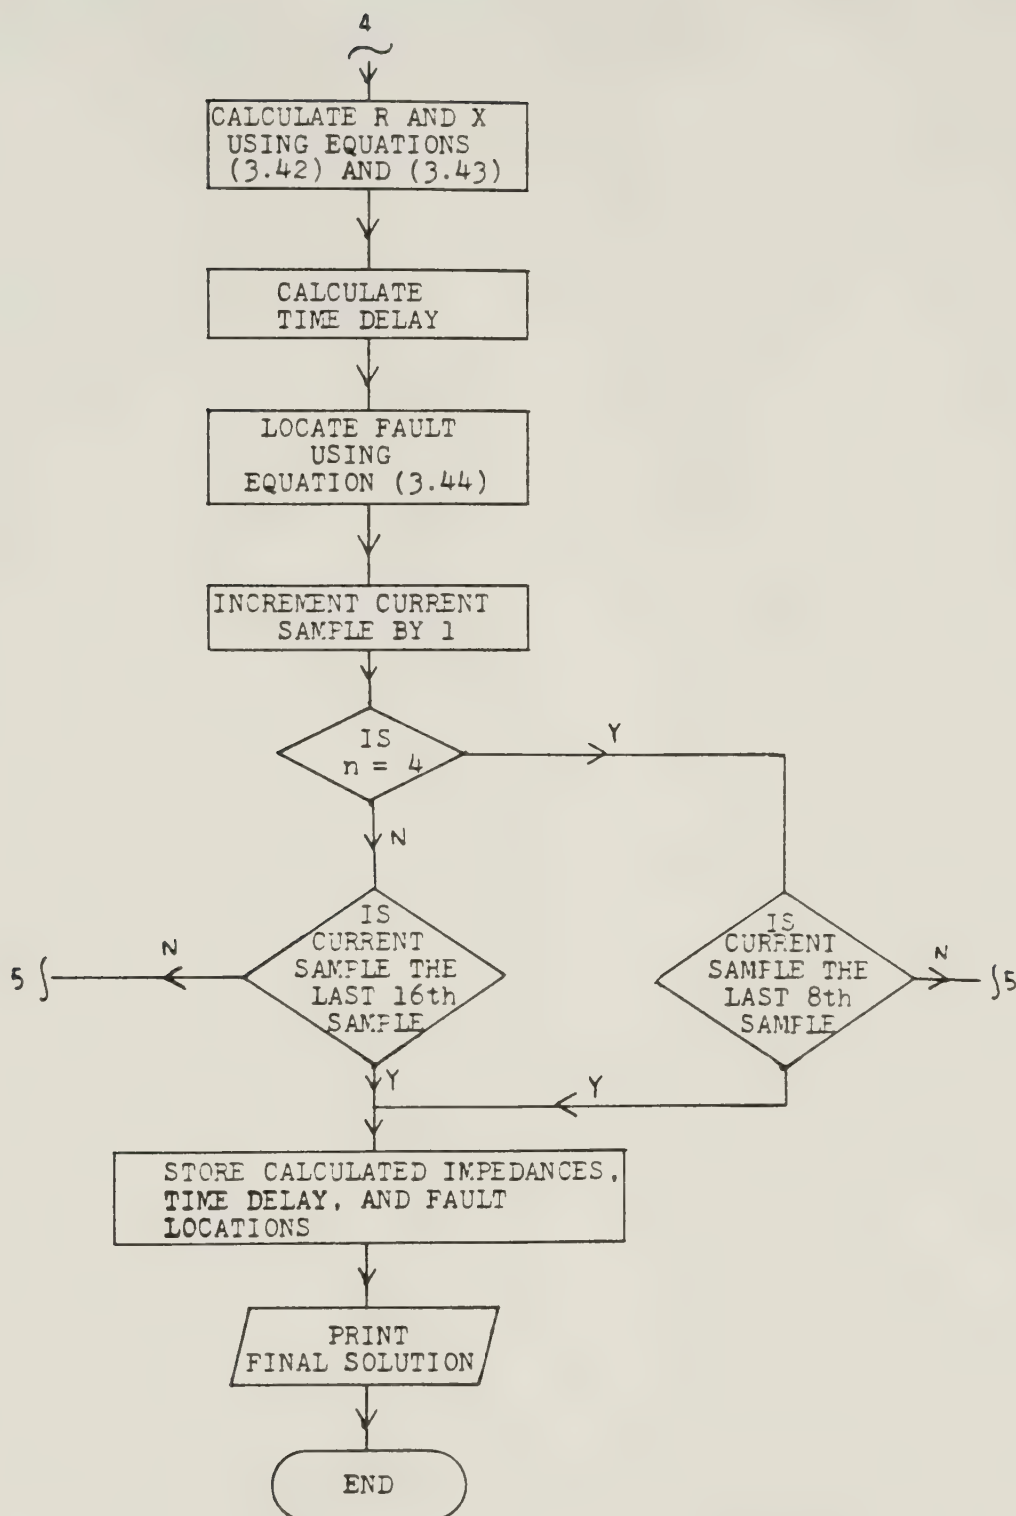 4
CALCULATE R AND X
USING EQUATIONS
(3.42) AND (3.43)
CALCULATE
TIME DELAY
LOCATE FAULT
USING
EQUATION (3.44)
INCREMENT CURRENT
SAMPLE BY 1
IS
n = 4
Y
N
IS
CURRENT
SAMPLE THE
LAST 16th
SAMPLE
N
5
IS
CURRENT
SAMPLE THE
LAST 8th
SAMPLE
N
5
Y
Y
STORE CALCULATED IMPEDANCES,
TIME DELAY, AND FAULT
LOCATIONS
PRINT
FINAL SOLUTION
END